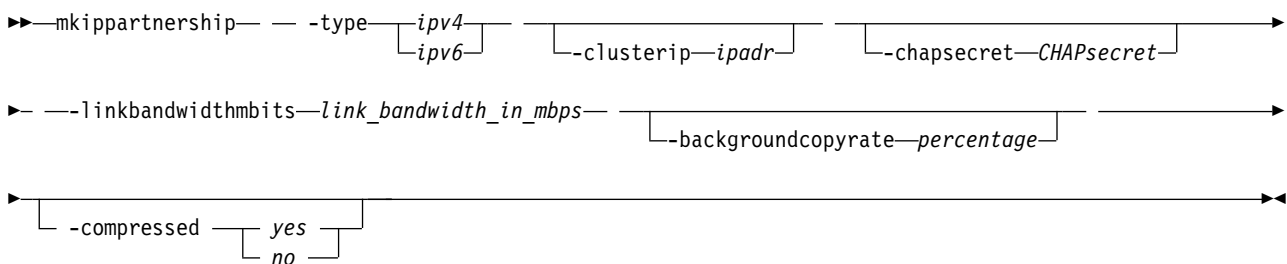 mkippartnership -type ipv4
ipv6
-clusterip ipadr
-chapsecret CHAPsecret
-linkbandwidthmbits link_bandwidth_in_mbps
-backgroundcopyrate percentage
-compressed yes
no